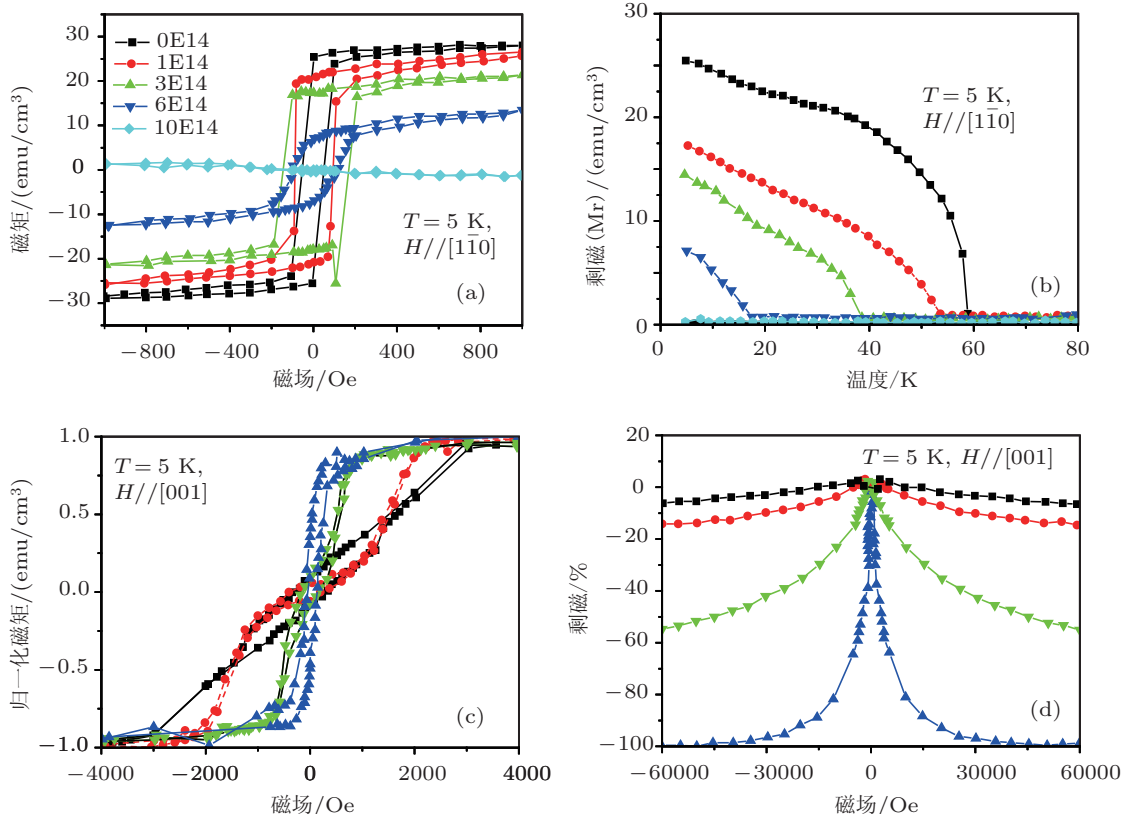 30
20
10
0
−10
−20
−30
磁矩/(emu/cm³)
0E14
1E14
3E14
6E14
10E14
T = 5 K,
H//[11̄0]
(a)
−800
−400
0
400
800
磁场/Oe
30
20
10
0
剩磁(Mr)/(emu/cm³)
T = 5 K,
H//[11̄0]
(b)
0
20
40
60
80
温度/K
1.0
0.5
0.0
−0.5
−1.0
归一化磁矩/(emu/cm³)
T = 5 K,
H//[001]
(c)
−4000
−2000
0
2000
4000
磁场/Oe
20
0
−20
−40
−60
−80
−100
剩磁/%
T = 5 K, H//[001]
(d)
−60000
−30000
0
30000
60000
磁场/Oe